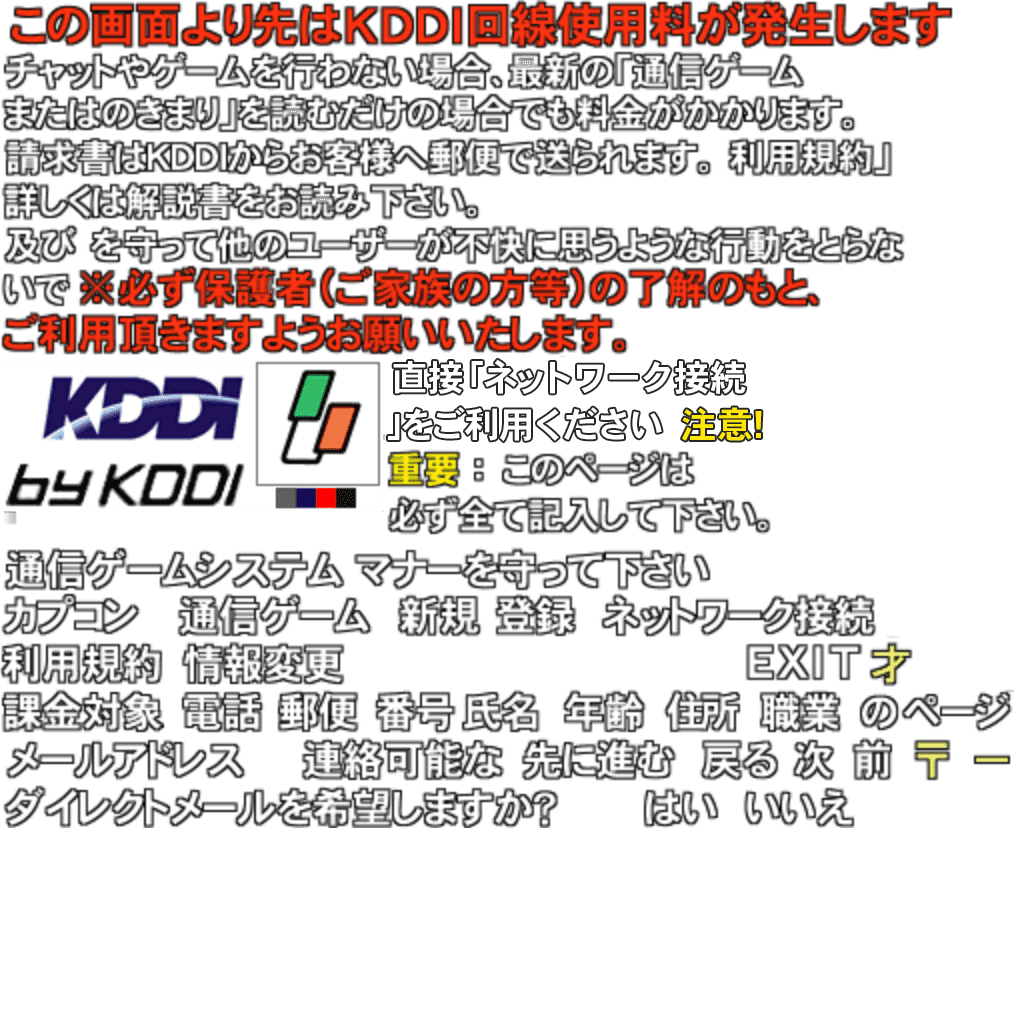 この画面より先はKDDI回線使用料が発生します
チャットやゲームを行わない場合、最新の「通信ゲーム
またはのきまり」を読むだけの場合でも料金がかかります。
請求書はKDDIからお客様へ郵便で送られます。 利用規約」
詳しくは解説書をお読み下さい。
及び を守って他のユーザーが不快に思うような行動をとらな
いで ※必ず保護者(ご家族の方等)の了解のもと、
ご利用頂きますようお願いいたします。
KDDI
by KDDI
直接「ネットワーク接続
」をご利用ください 注意!
重要： このページは
必ず全て記入して下さい。
通信ゲームシステム マナーを守って下さい
カプコン 通信ゲーム 新規 登録 ネットワーク接続
利用規約 情報変更 EXIT 才
課金対象 電話 郵便 番号 氏名 年齢 住所 職業 のページ
メールアドレス 連絡可能な 先に進む 戻る 次 前 〒 ー
ダイレクトメールを希望しますか? はい いいえ